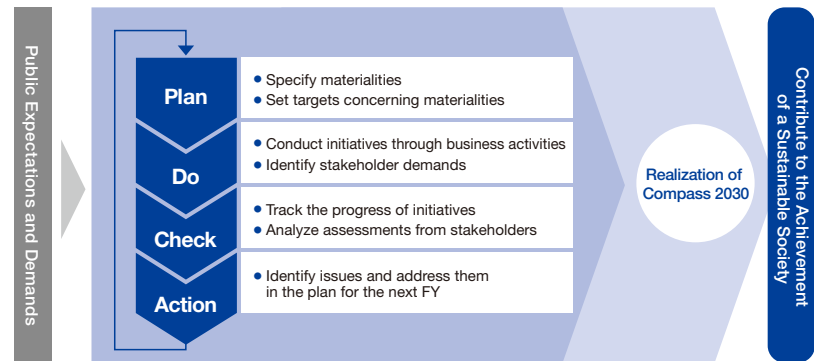 Public Expectations and Demands
Plan
● Specify materialities
● Set targets concerning materialities
Do
● Conduct initiatives through business activities
● Identify stakeholder demands
Check
● Track the progress of initiatives
● Analyze assessments from stakeholders
Action
● Identify issues and address them
in the plan for the next FY
Realization of
Compass 2030
Contribute to the Achievement
of a Sustainable Society